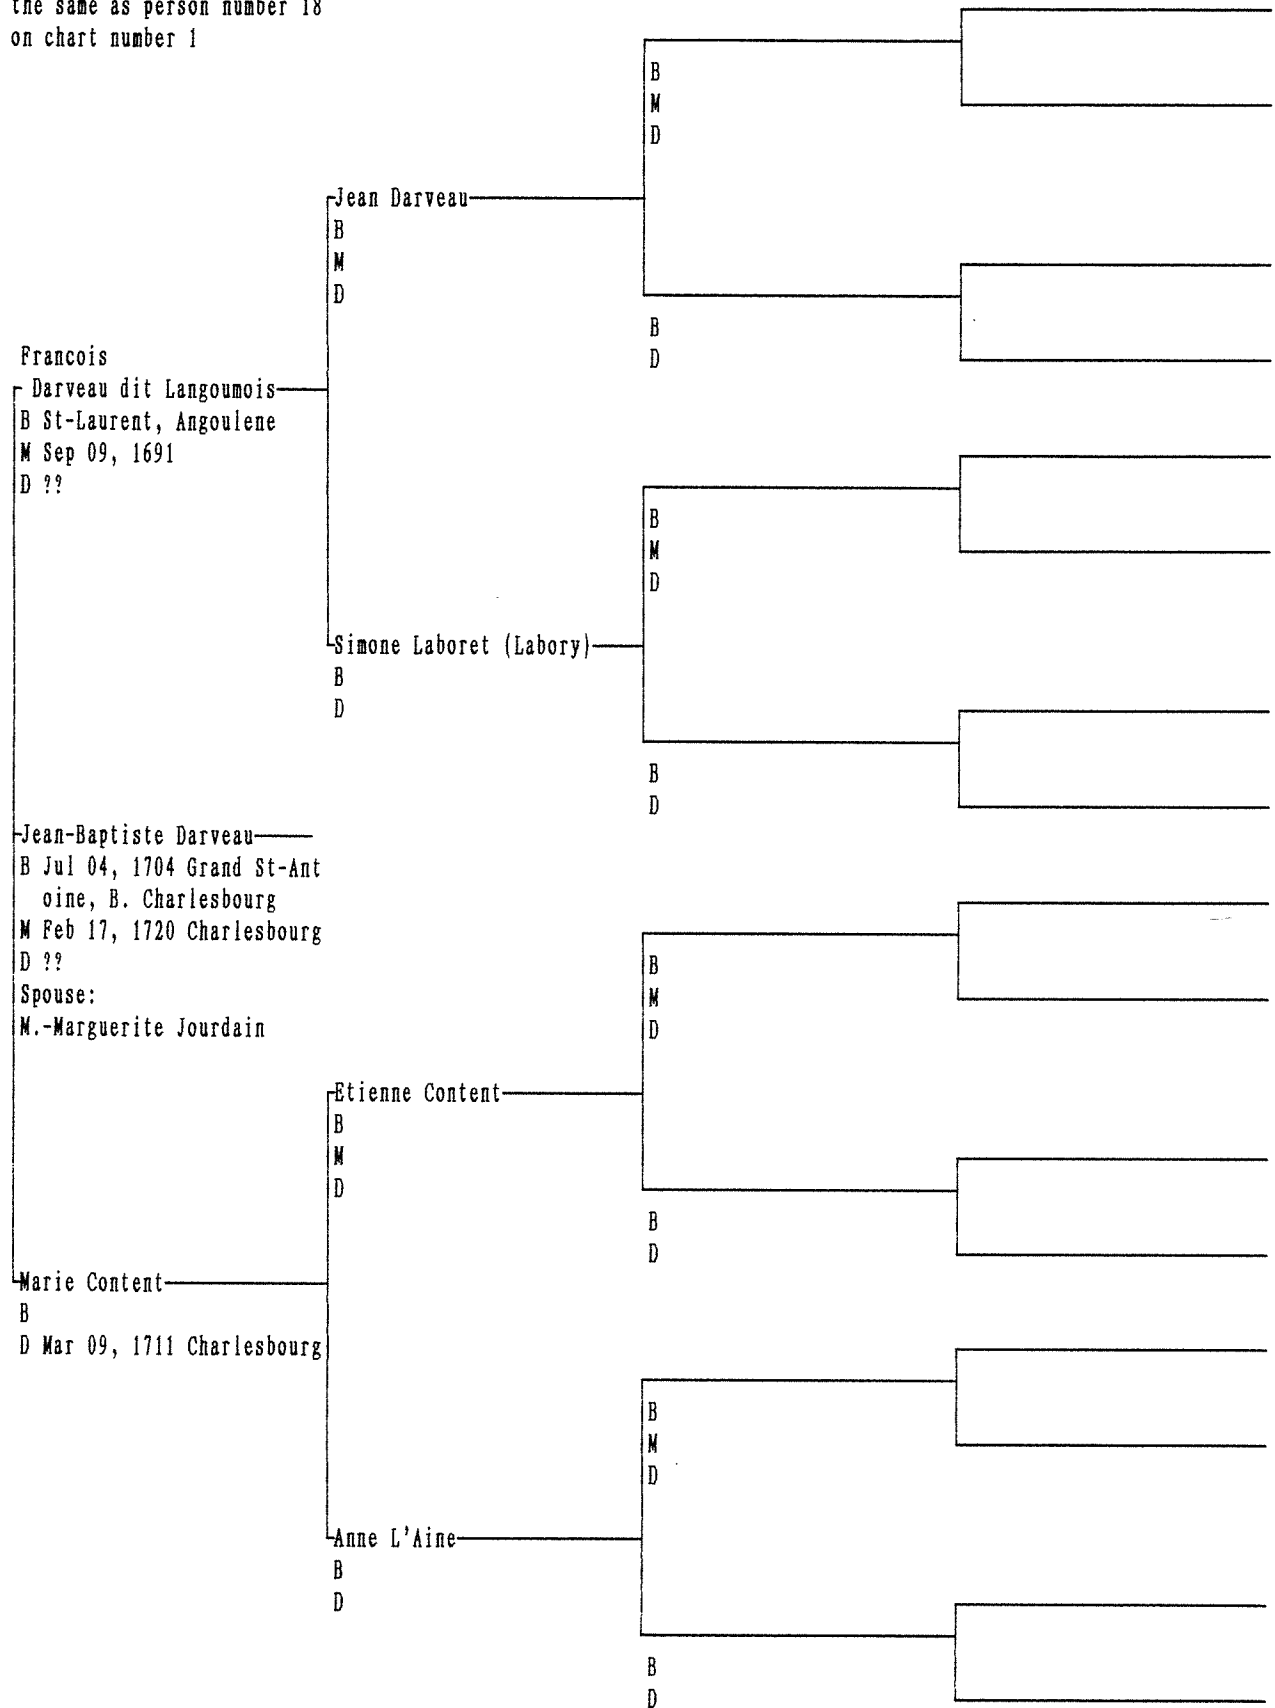 the same as person number 18
on chart number 1
B
M
D
Jean Darveau
B
M
D
B
D
Francois
Darveau dit Langoumois
B St-Laurent, Angoulene
M Sep 09, 1691
D ??
B
M
D
Simone Laboret (Labory)
B
D
B
D
Jean-Baptiste Darveau
B Jul 04, 1704 Grand St-Ant
oine, B. Charlesbourg
M Feb 17, 1720 Charlesbourg
D ??
Spouse:
M.-Marguerite Jourdain
B
M
D
Etienne Content
B
M
D
B
D
Marie Content
B
D Mar 09, 1711 Charlesbourg
B
M
D
Anne L'Aine
B
D
B
D